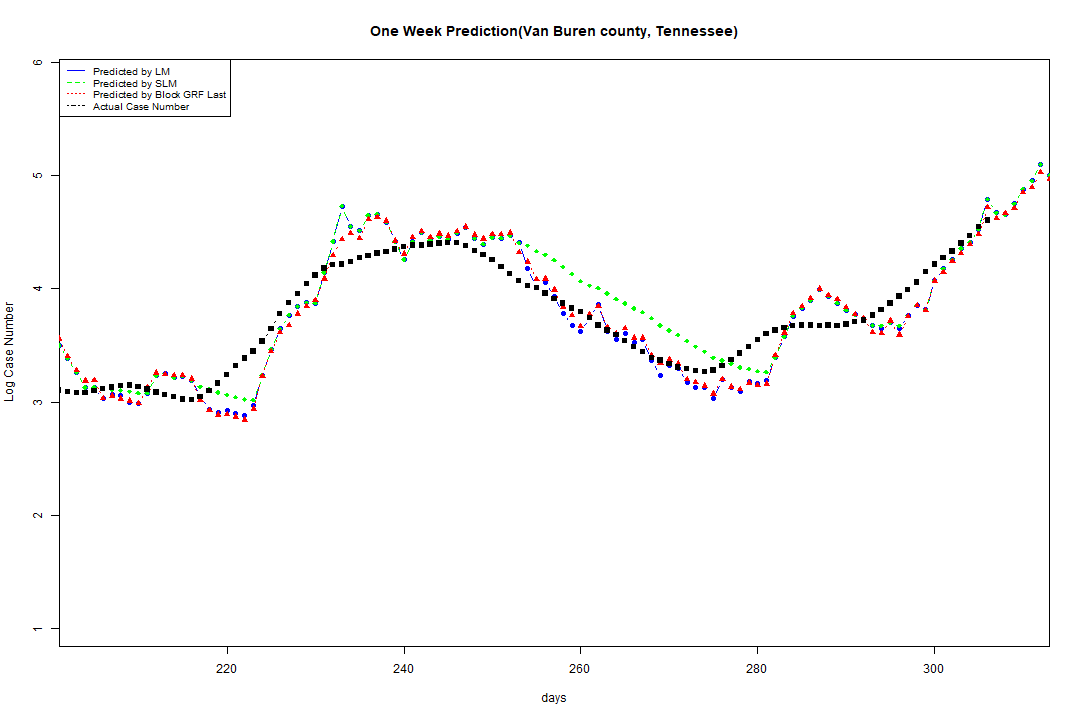 One Week Prediction(Van Buren county, Tennessee)
Predicted by LM
Predicted by SLM
Predicted by Block GRF Last
Actual Case Number
6
5
4
3
2
1
Log Case Number
220 240 260 280 300
days